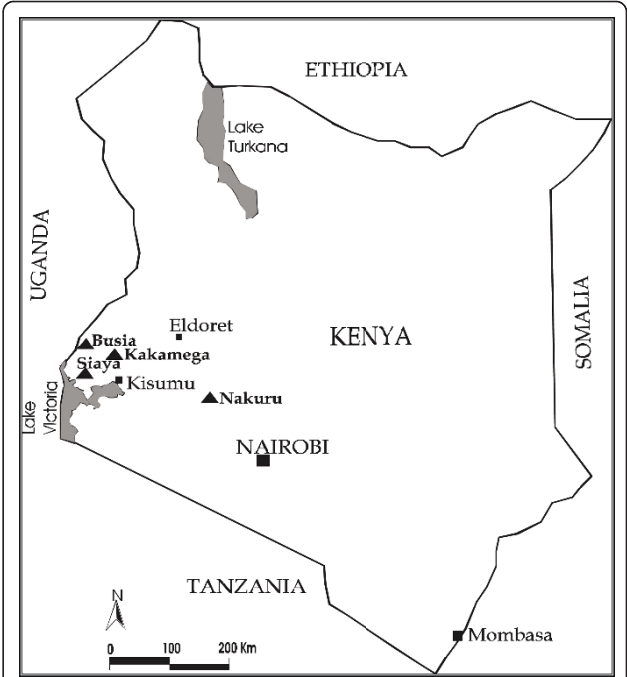 ETHIOPIA
Lake
Turkana
UGANDA
SOMALIA
Eldoret
KENYA
Busia
Kakamega
Siaya
Kisumu
Nakuru
Lake
Victoria
NAIROBI
TANZANIA
N
Mombasa
0 100 200 Km